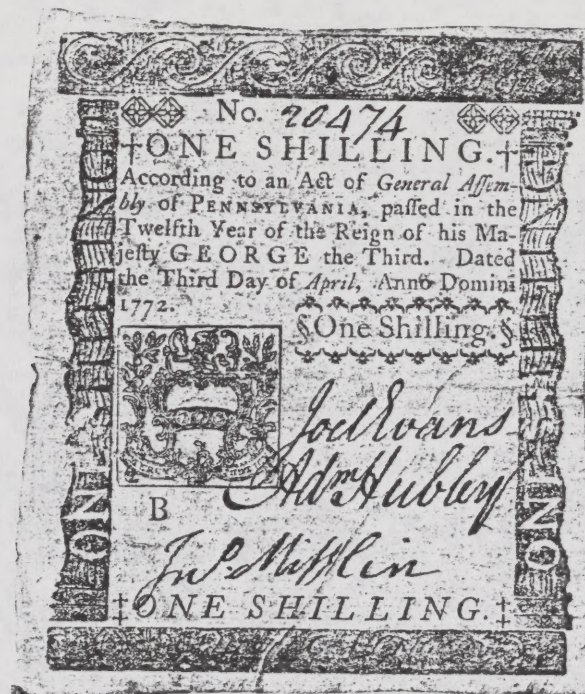 No. 20474
†ONE SHILLING.†
According to an Act of General Aſſem-
bly of PENNSYLVANIA, paſſed in the
Twelfth Year of the Reign of his Ma-
jeſty GEORGE the Third. Dated
the Third Day of April, Anno Domini
1772.
§One Shilling.§
Joel Evans
Adm Hubley
B
Jno. Mifflin
‡ONE SHILLING.‡